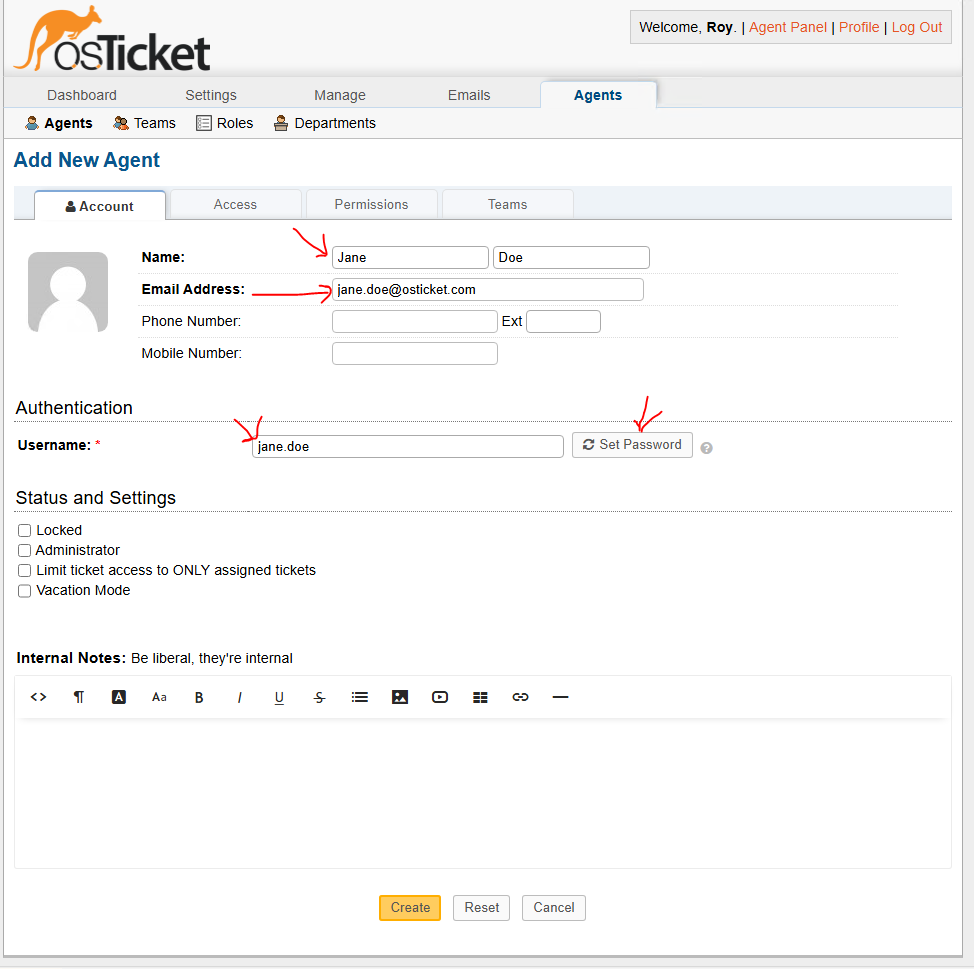 osTicket
Welcome, Roy. | Agent Panel | Profile | Log Out
Dashboard Settings Manage Emails Agents
Agents Teams Roles Departments
Add New Agent
Account Access Permissions Teams
Name: Jane Doe
Email Address: jane.doe@osticket.com
Phone Number: Ext
Mobile Number:
Authentication
Username: * jane.doe Set Password ?
Status and Settings
Locked
Administrator
Limit ticket access to ONLY assigned tickets
Vacation Mode
Internal Notes: Be liberal, they're internal
<> ¶ A Aa B I U S
Create Reset Cancel